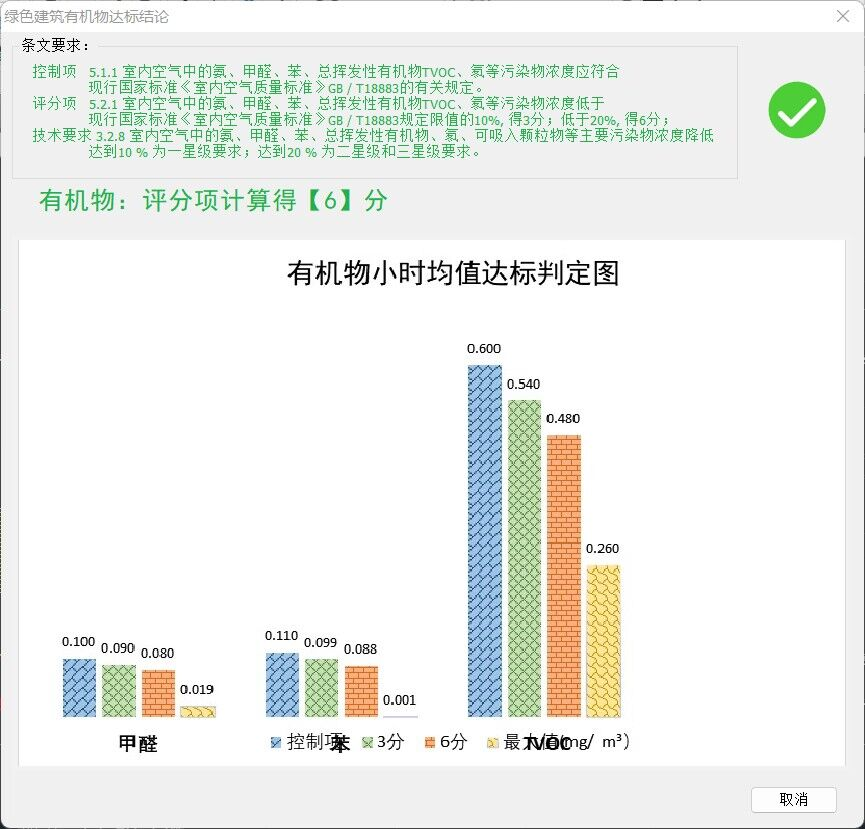 绿色建筑有机物达标结论
条文要求：
控制项 5.1.1 室内空气中的氨、甲醛、苯、总挥发性有机物TVOC、氡等污染物浓度应符合
现行国家标准《室内空气质量标准》GB / T18883的有关规定。
评分项 5.2.1 室内空气中的氨、甲醛、苯、总挥发性有机物TVOC、氡等污染物浓度低于
现行国家标准《室内空气质量标准》GB / T18883规定限值的10%, 得3分；低于20%, 得6分；
技术要求 3.2.8 室内空气中的氨、甲醛、苯、总挥发性有机物、氡、可吸入颗粒物等主要污染物浓度降低
达到10 % 为一星级要求；达到20 % 为二星级和三星级要求。
有机物：评分项计算得【6】分
有机物小时均值达标判定图
0.600
0.540
0.480
0.260
0.100
0.090
0.080
0.019
0.110
0.099
0.088
0.001
甲醛
苯
TVOC
控制项
3分
6分
最大值(mg/ m³)
取消